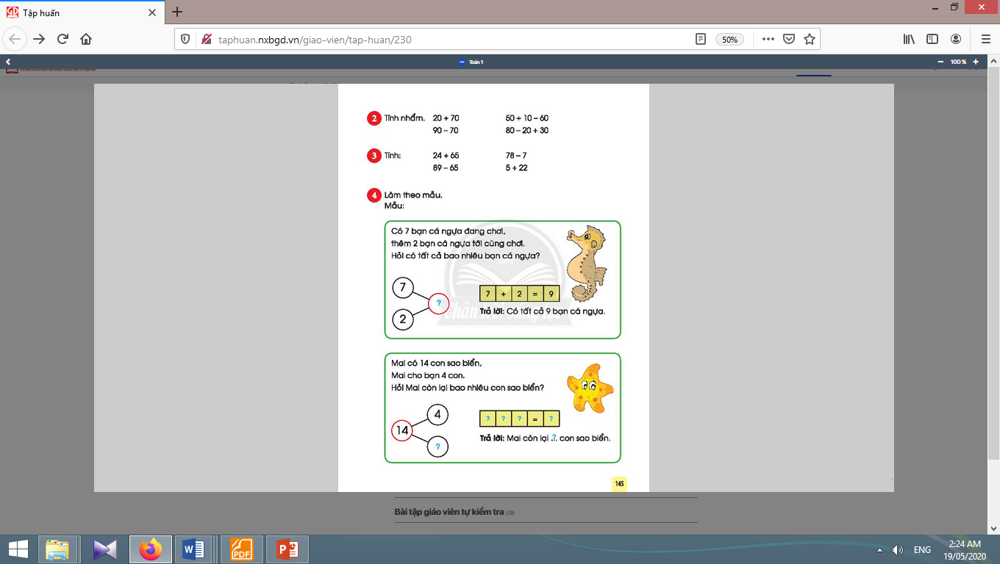 Tập huấn
taphuan.nxbgd.vn/giao-vien/tap-huan/230
50%
Toán 1
100 %
2 Tính nhẩm. 20 + 70 50 + 10 – 60
90 – 70 80 – 20 + 30
3 Tính: 24 + 65 78 – 7
89 – 65 5 + 22
4 Làm theo mẫu.
Mẫu:
Có 7 bạn cá ngựa đang chơi,
thêm 2 bạn cá ngựa tới cùng chơi.
Hỏi có tất cả bao nhiêu bạn cá ngựa?
7
2
?
7 + 2 = 9
Chân trời sáng tạo
Trả lời: Có tất cả 9 bạn cá ngựa.
Mai có 14 con sao biển,
Mai cho bạn 4 con.
Hỏi Mai còn lại bao nhiêu con sao biển?
4
14
?
? ? ? = ?
Trả lời: Mai còn lại .?. con sao biển.
145
Bài tập giáo viên tự kiểm tra (0)
PDF
ENG
2:24 AM
19/05/2020